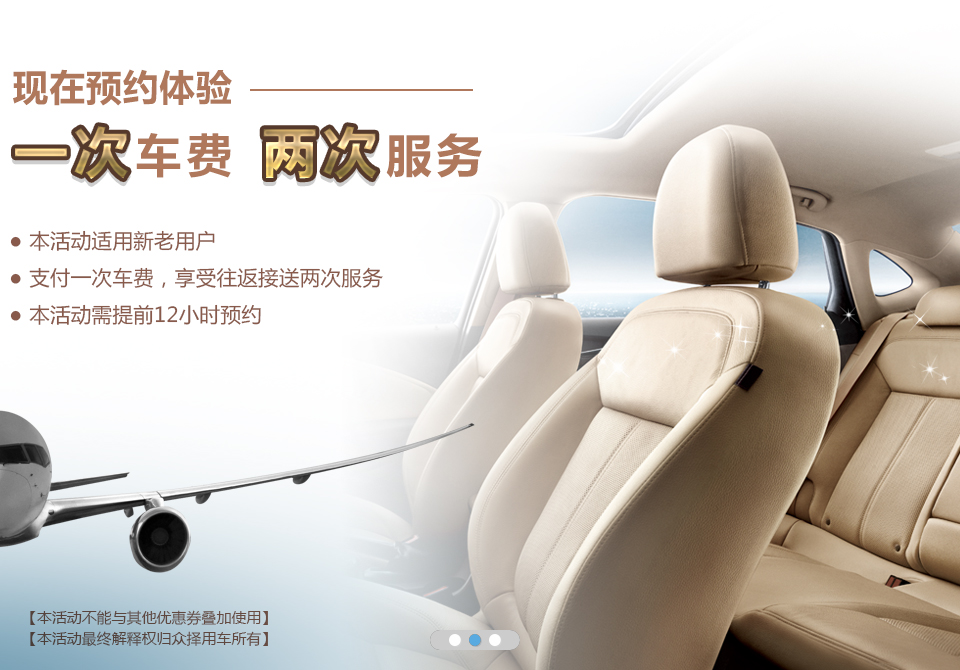 现在预约体验
一次车费 两次服务
● 本活动适用新老用户
● 支付一次车费，享受往返接送两次服务
● 本活动需提前12小时预约
【本活动不能与其他优惠券叠加使用】
【本活动最终解释权归众择用车所有】